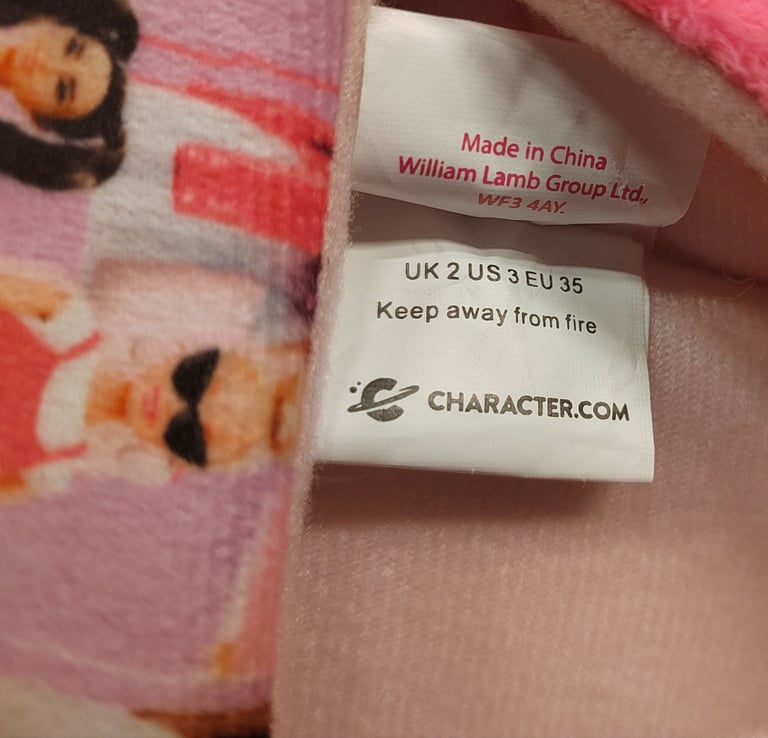 Made in China
William Lamb Group Ltd.,
WF3 4AY.
UK 2 US 3 EU 35
Keep away from fire
CHARACTER.COM